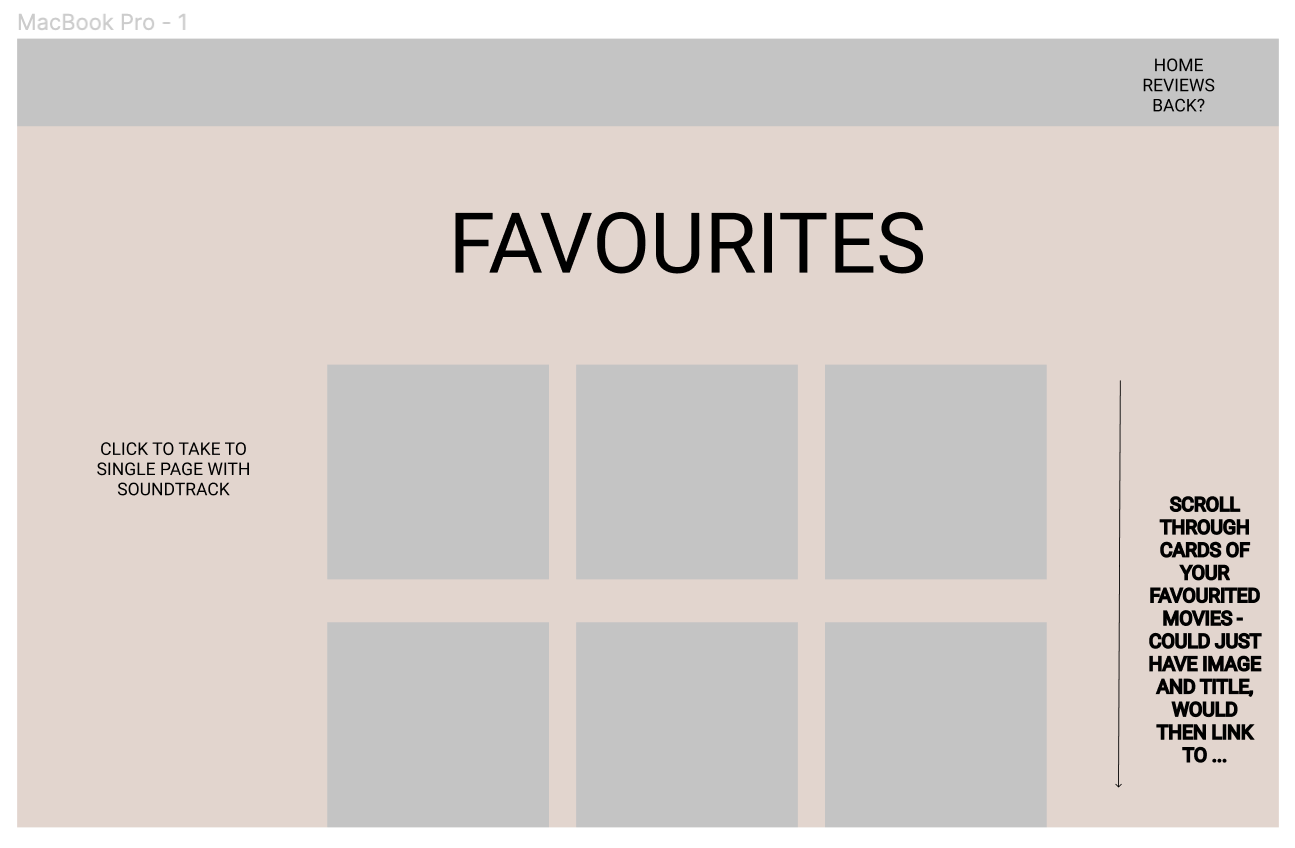 MacBook Pro - 1
HOME
REVIEWS
BACK?
FAVOURITES
CLICK TO TAKE TO
SINGLE PAGE WITH
SOUNDTRACK
SCROLL
THROUGH
CARDS OF
YOUR
FAVOURITED
MOVIES -
COULD JUST
HAVE IMAGE
AND TITLE,
WOULD
THEN LINK
TO ...